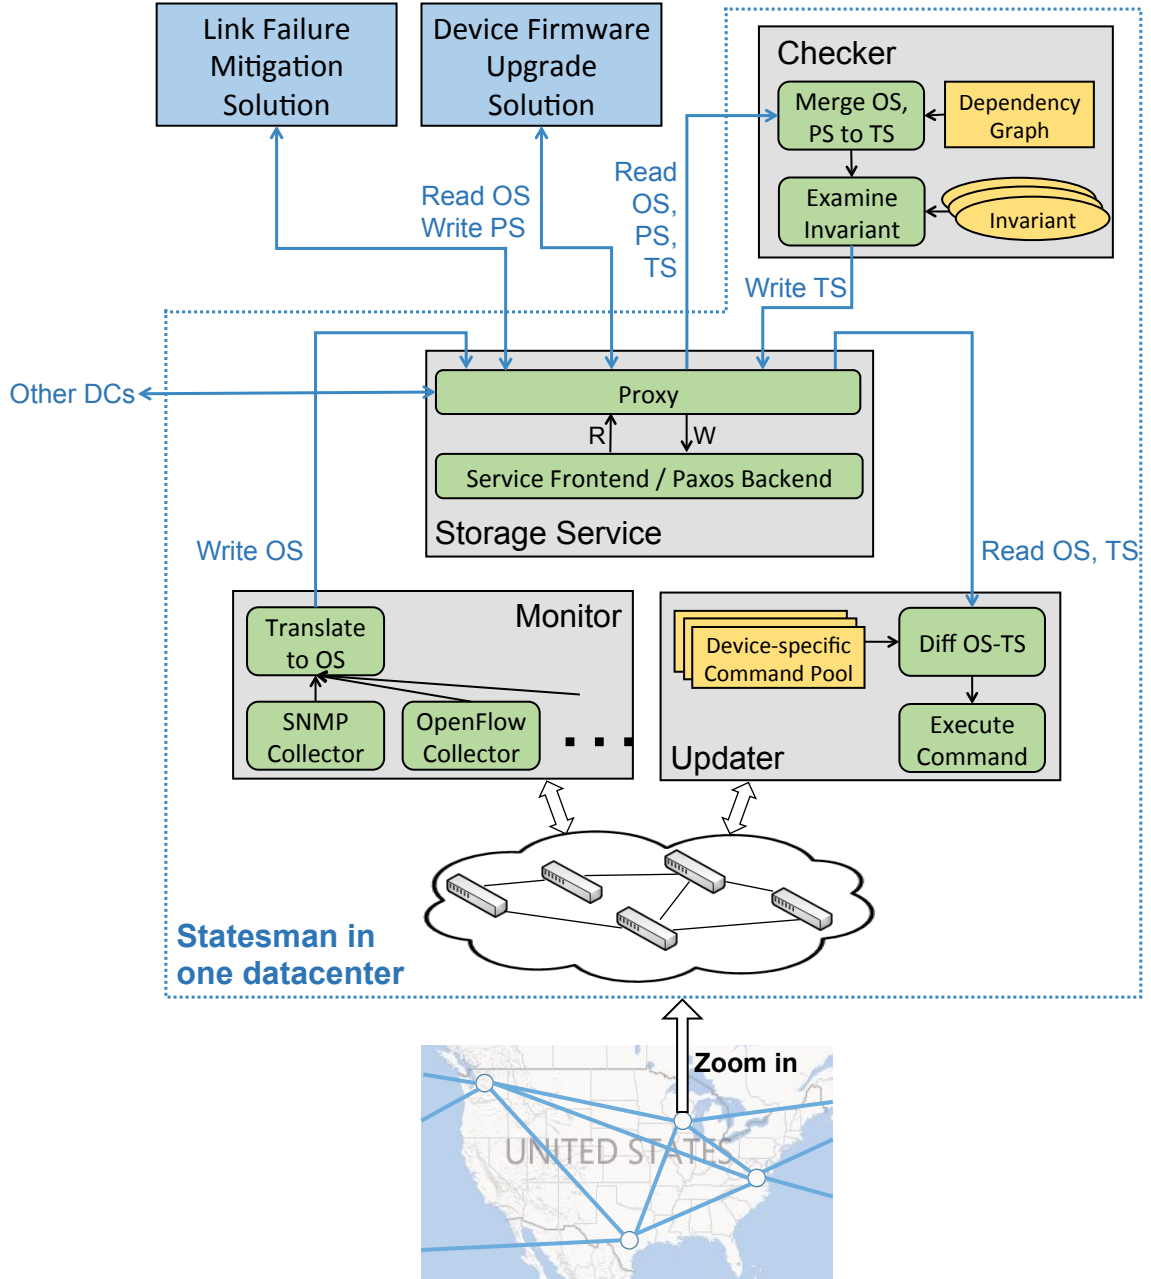 Link Failure
Mitigation
Solution
Device Firmware
Upgrade
Solution
Checker
Merge OS,
PS to TS
Dependency
Graph
Examine
Invariant
Invariant
Read OS
Write PS
Read
OS,
PS,
TS
Write TS
Other DCs
Proxy
R
W
Service Frontend / Paxos Backend
Storage Service
Write OS
Read OS, TS
Monitor
Translate
to OS
SNMP
Collector
OpenFlow
Collector
. . .
Device-specific
Command Pool
Diff OS-TS
Execute
Command
Updater
Statesman in
one datacenter
Zoom in
UNITED STATES